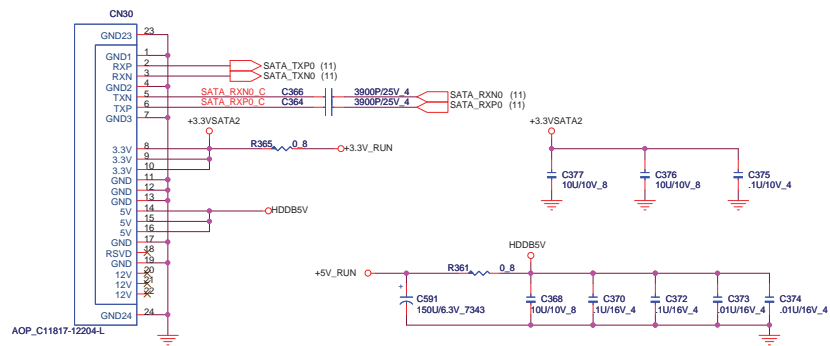 CN30
GND23 23
GND1 1
RXP 2 SATA_TXP0 (11)
RXN 3 SATA_TXN0 (11)
GND2 4
TXN 5 SATA_RXN0_C C366 3900P/25V_4 SATA_RXN0 (11)
TXP 6 SATA_RXP0_C C364 3900P/25V_4 SATA_RXP0 (11)
GND3 7
+3.3VSATA2
3.3V 8 R365 0_8 +3.3V_RUN
3.3V 9
3.3V 10
GND 11
GND 12
GND 13
5V 14 HDDB5V
5V 15
5V 16
GND 17
RSVD 18
GND 19
12V 20
12V 21
12V 22
GND24 24
AOP_C11817-12204-L
+3.3VSATA2
C377 C376 C375
10U/10V_8 10U/10V_8 .1U/10V_4
HDDB5V
+5V_RUN R361 0_8
+
C591 C368 C370 C372 C373 C374
150U/6.3V_7343 10U/10V_8 .1U/16V_4 .1U/16V_4 .01U/16V_4 .01U/16V_4